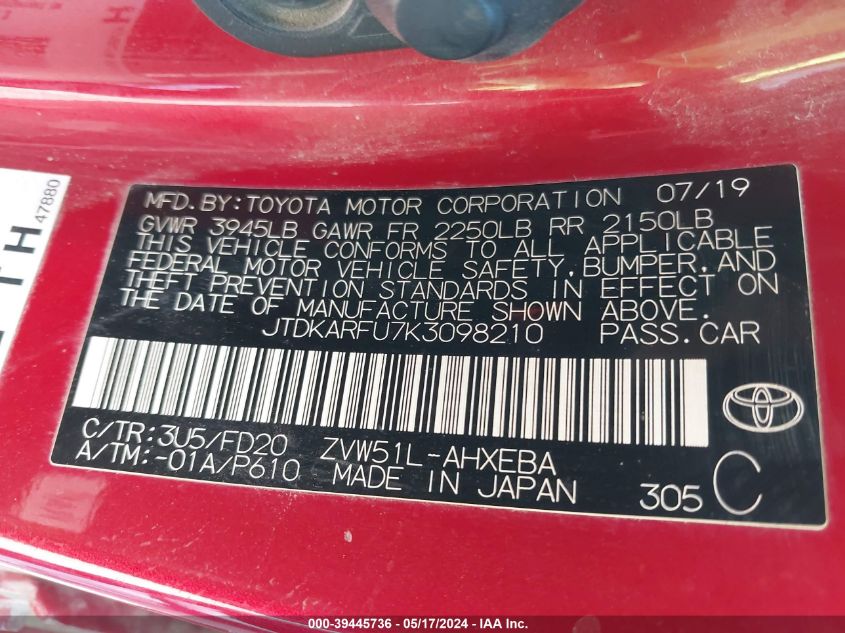 MFD.BY:TOYOTA MOTOR CORPORATION 07/19
GVWR 3945LB GAWR FR 2250LB RR 2150LB
THIS VEHICLE CONFORMS TO ALL APPLICABLE
FEDERAL MOTOR VEHICLE SAFETY,BUMPER,AND
THEFT PREVENTION STANDARDS IN EFFECT ON
THE DATE OF MANUFACTURE SHOWN ABOVE.
JTDKARFU7K3098210 PASS.CAR
C/TR:3U5/FD20 ZVW51L-AHXEBA
A/TM:-01A/P610 MADE IN JAPAN 305 C
47880
TH
000-39445736 - 05/17/2024 - IAA Inc.